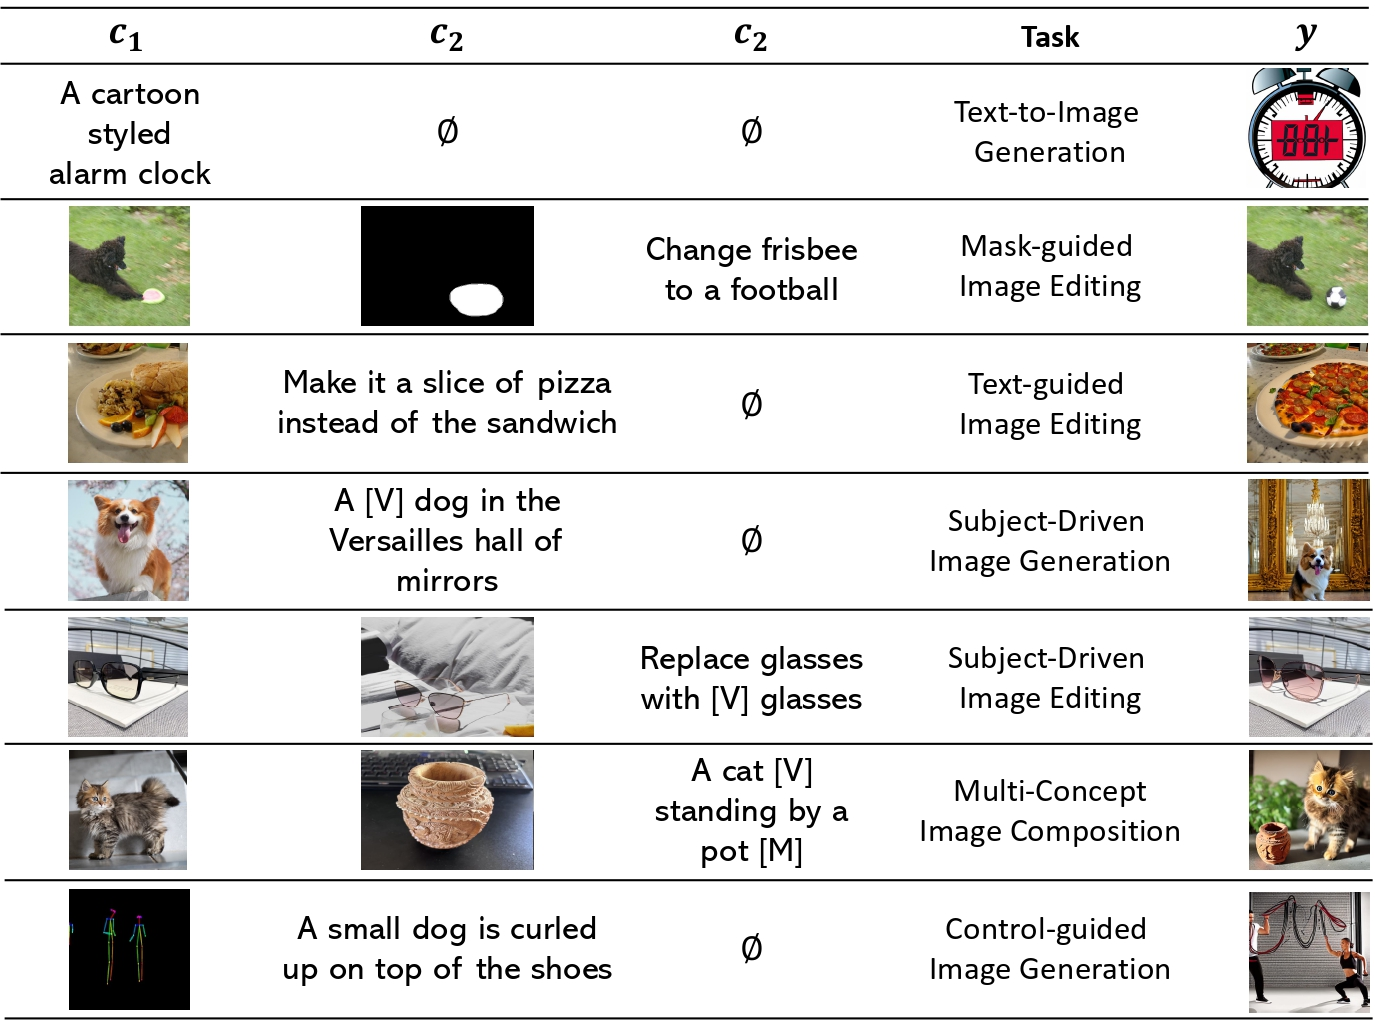 c₁ c₂ c₂ Task y
A cartoon
styled
alarm clock
∅
∅
Text-to-Image
Generation
Change frisbee
to a football
Mask-guided
Image Editing
Make it a slice of pizza
instead of the sandwich
∅
Text-guided
Image Editing
A [V] dog in the
Versailles hall of
mirrors
∅
Subject-Driven
Image Generation
Replace glasses
with [V] glasses
Subject-Driven
Image Editing
A cat [V]
standing by a
pot [M]
Multi-Concept
Image Composition
A small dog is curled
up on top of the shoes
∅
Control-guided
Image Generation